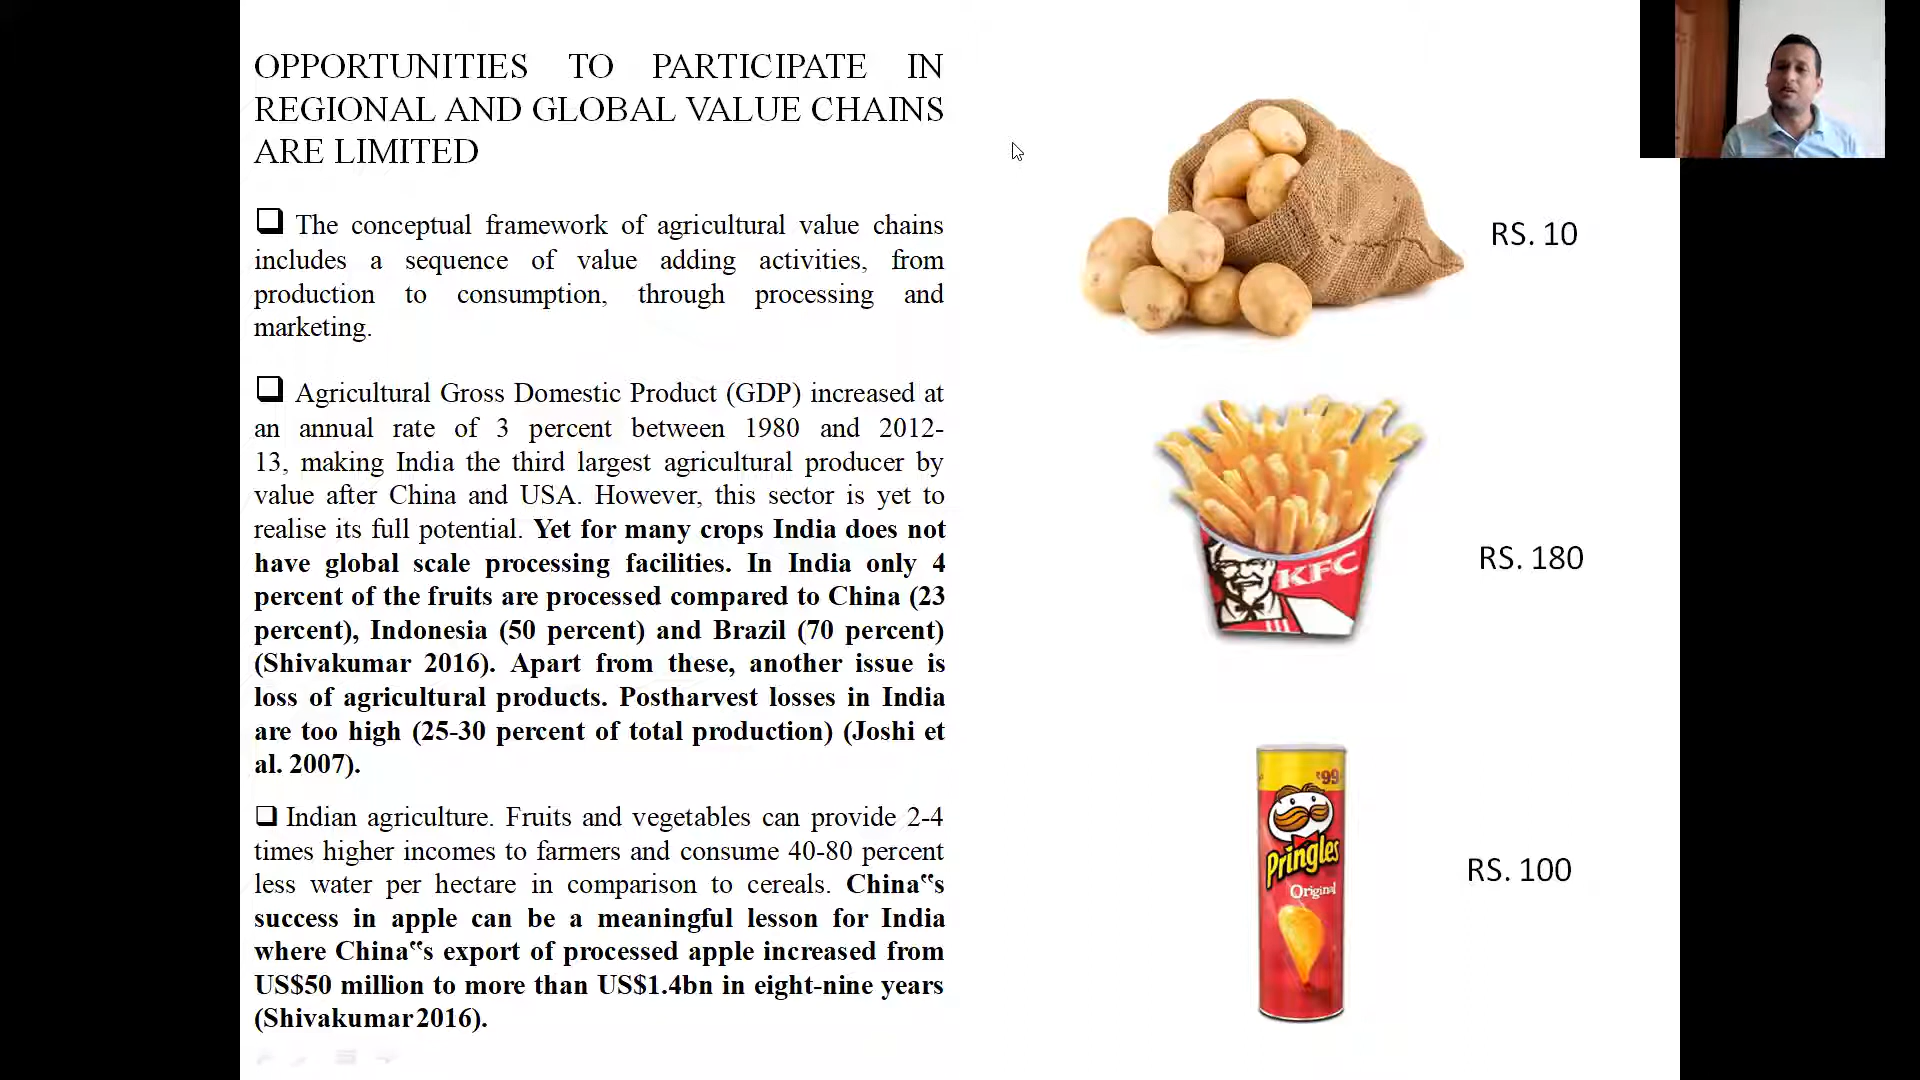 OPPORTUNITIES TO PARTICIPATE IN
REGIONAL AND GLOBAL VALUE CHAINS
ARE LIMITED
❑ The conceptual framework of agricultural value chains
includes a sequence of value adding activities, from
production to consumption, through processing and
marketing.
❑ Agricultural Gross Domestic Product (GDP) increased at
an annual rate of 3 percent between 1980 and 2012-
13, making India the third largest agricultural producer by
value after China and USA. However, this sector is yet to
realise its full potential. Yet for many crops India does not
have global scale processing facilities. In India only 4
percent of the fruits are processed compared to China (23
percent), Indonesia (50 percent) and Brazil (70 percent)
(Shivakumar 2016). Apart from these, another issue is
loss of agricultural products. Postharvest losses in India
are too high (25-30 percent of total production) (Joshi et
al. 2007).
❑ Indian agriculture. Fruits and vegetables can provide 2-4
times higher incomes to farmers and consume 40-80 percent
less water per hectare in comparison to cereals. China‟s
success in apple can be a meaningful lesson for India
where China‟s export of processed apple increased from
US$50 million to more than US$1.4bn in eight-nine years
(Shivakumar 2016).
RS. 10
KFC
RS. 180
₹99
Pringles
Original
RS. 100